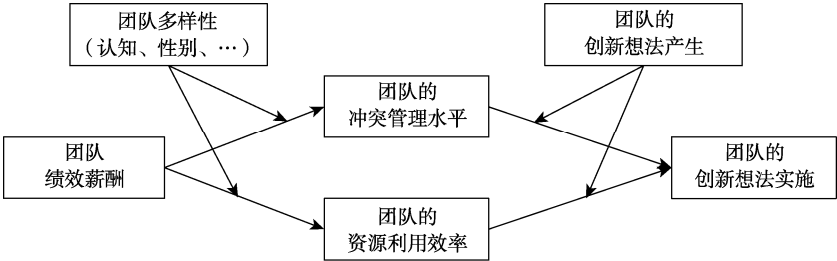 团队多样性
（认知、性别、…）
团队的
创新想法产生
团队的
冲突管理水平
团队
绩效薪酬
团队的
创新想法实施
团队的
资源利用效率